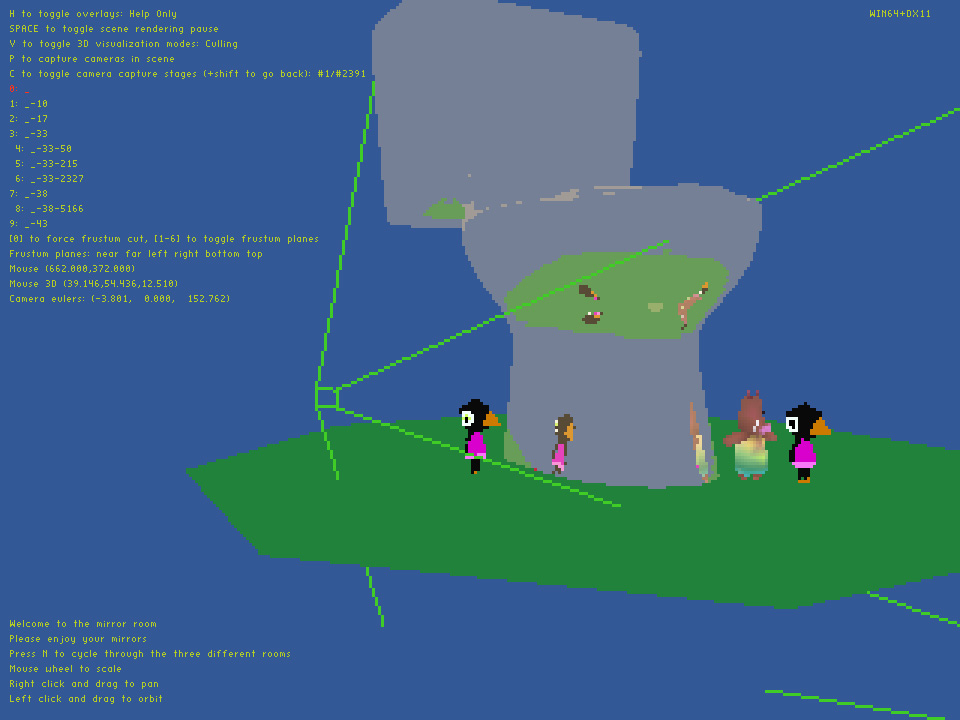 H to toggle overlays: Help Only
WIN64+DX11
SPACE to toggle scene rendering pause
V to toggle 3D visualization modes: Culling
P to capture cameras in scene
C to toggle camera capture stages (+shift to go back): #1/#2391
0: _
1: _-10
2: _-17
3: _-33
4: _-33-50
5: _-33-215
6: _-33-2327
7: _-38
8: _-38-5166
9: _-43
[0] to force frustum cut, [1-6] to toggle frustum planes
Frustum planes: near far left right bottom top
Mouse (662.000,372.000)
Mouse 3D (39.146,54.436,12.510)
Camera eulers: (-3.801, 0.000, 152.762)
Welcome to the mirror room
Please enjoy your mirrors
Press N to cycle through the three different rooms
Mouse wheel to scale
Right click and drag to pan
Left click and drag to orbit